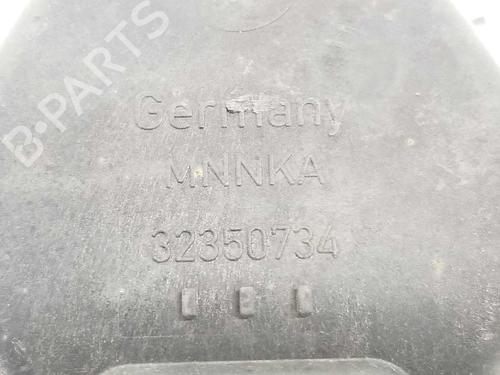 B-PARTS
Germany
MNNKA
32350734